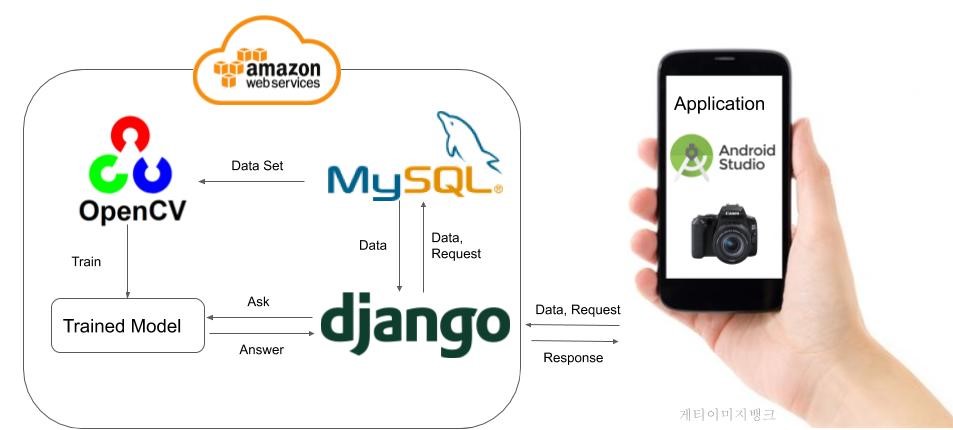 amazon
webservices
Application
Android
Studio
Canon
Data Set
MySQL®
OpenCV
Data
Data,
Request
Train
Ask
django
Data, Request
Trained Model
Answer
Response
게티이미지뱅크